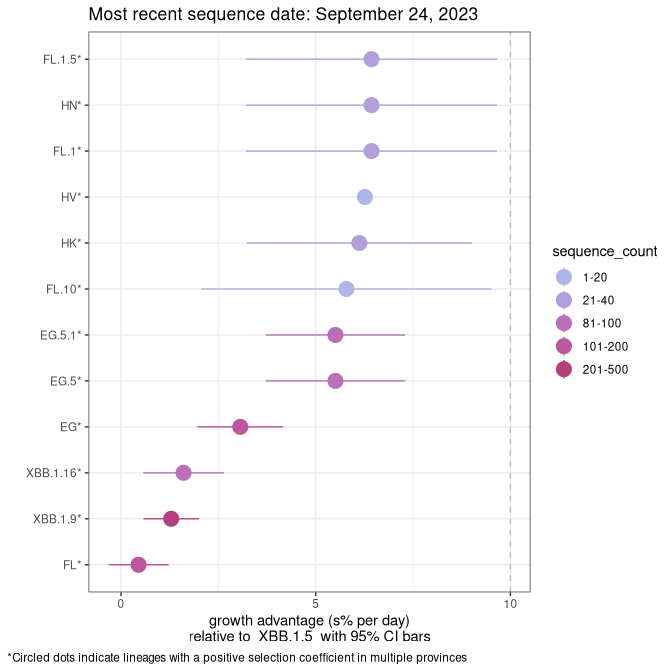 Most recent sequence date: September 24, 2023
FL.1.5*
HN*
FL.1*
HV*
HK*
FL.10*
EG.5.1*
EG.5*
EG*
XBB.1.16*
XBB.1.9*
FL*
0 5 10
growth advantage (s% per day)
relative to XBB.1.5 with 95% CI bars
sequence_count
1-20
21-40
81-100
101-200
201-500
*Circled dots indicate lineages with a positive selection coefficient in multiple provinces